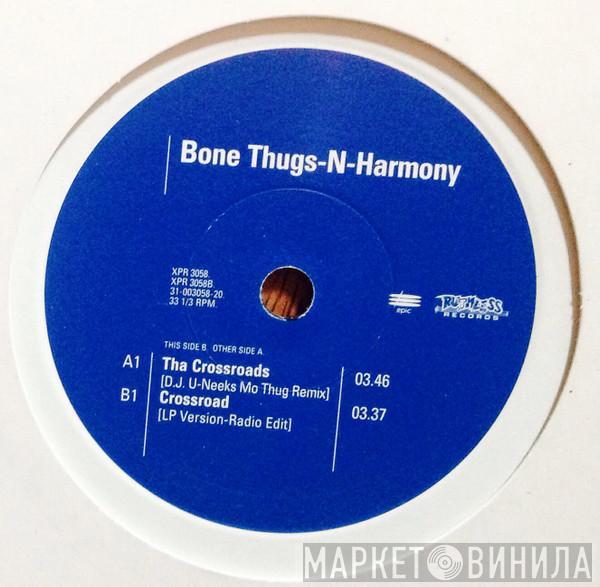 Bone Thugs-N-Harmony
XPR 3058.
XPR 3058B.
31-003058-20.
33 1/3 RPM.
epic
RUTHLESS
RECORDS
THIS SIDE B. OTHER SIDE A.
A1 Tha Crossroads 03.46
[D.J. U-Neeks Mo Thug Remix]
B1 Crossroad 03.37
[LP Version-Radio Edit]
МАРКЕТ ВИНИЛА